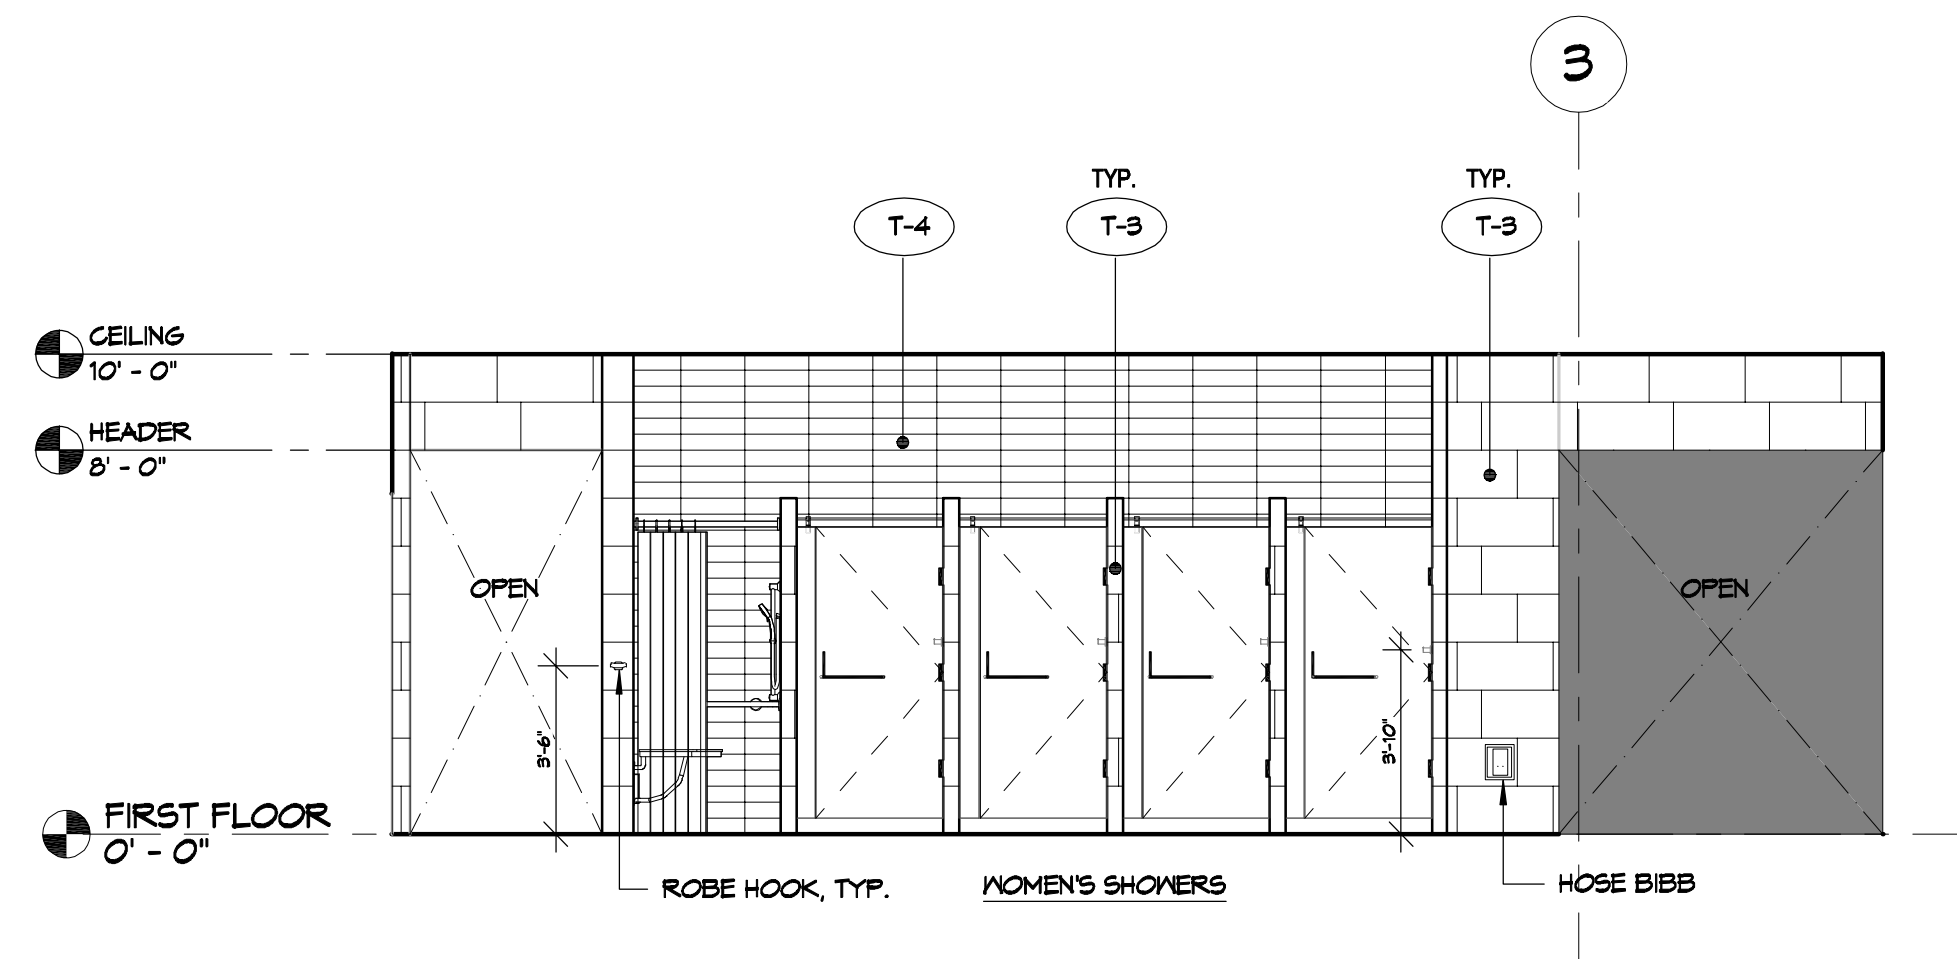 3
TYP.
TYP.
T-4
T-3
T-3
CEILING
10' - 0"
HEADER
8' - 0"
OPEN
OPEN
3'-6"
3'-10"
FIRST FLOOR
0' - 0"
ROBE HOOK, TYP.
WOMEN'S SHOWERS
HOSE BIBB